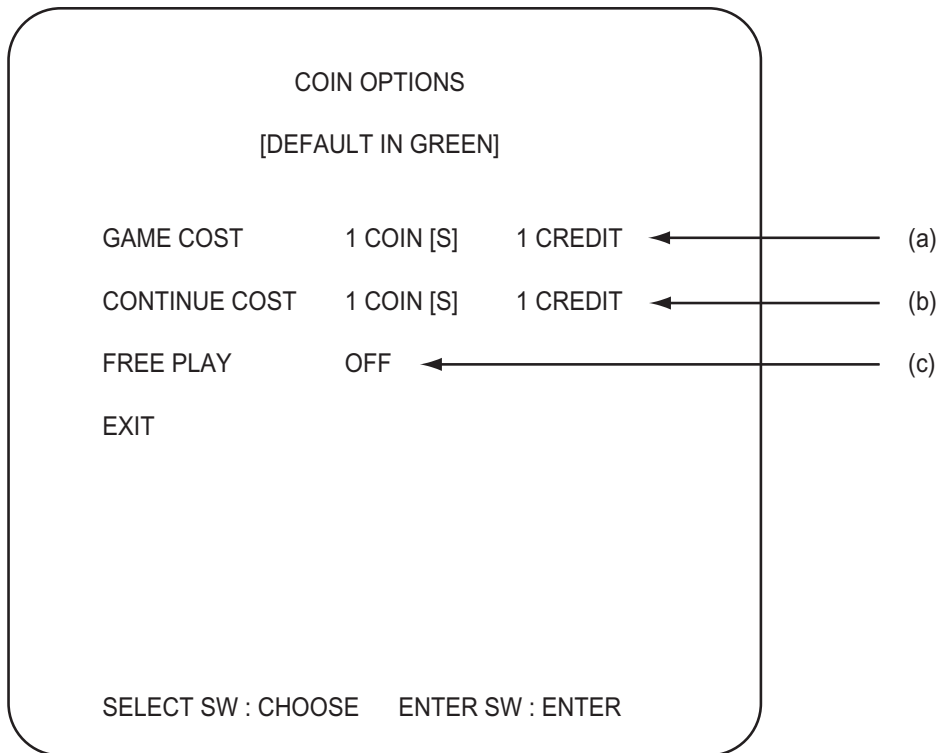 COIN OPTIONS
[DEFAULT IN GREEN]
GAME COST 1 COIN [S] 1 CREDIT (a)
CONTINUE COST 1 COIN [S] 1 CREDIT (b)
FREE PLAY OFF (c)
EXIT
SELECT SW : CHOOSE ENTER SW : ENTER